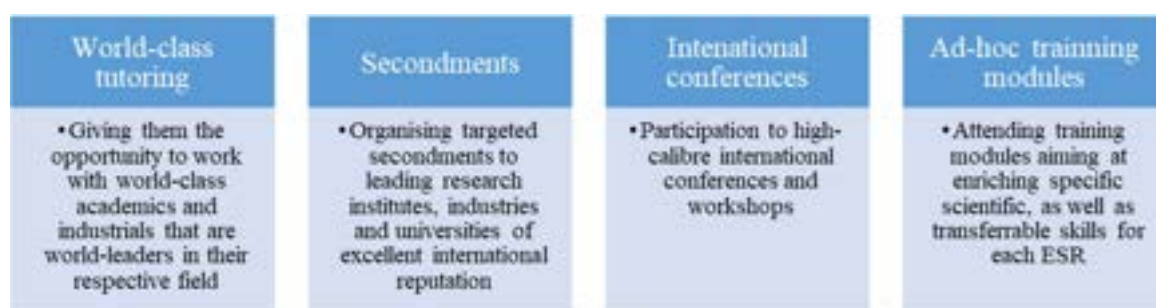 World-class
tutoring
•Giving them the
opportunity to work
with world-class
academics and
industrials that are
world-leaders in their
respective field
Secondments
•Organising targeted
secondments to
leading research
institutes, industries
and universities of
excellent international
reputation
Intenational
conferences
•Participation to high-
calibre international
conferences and
workshops
Ad-hoc trainning
modules
•Attending training
modules aiming at
enriching specific
scientific, as well as
transferrable skills for
each ESR